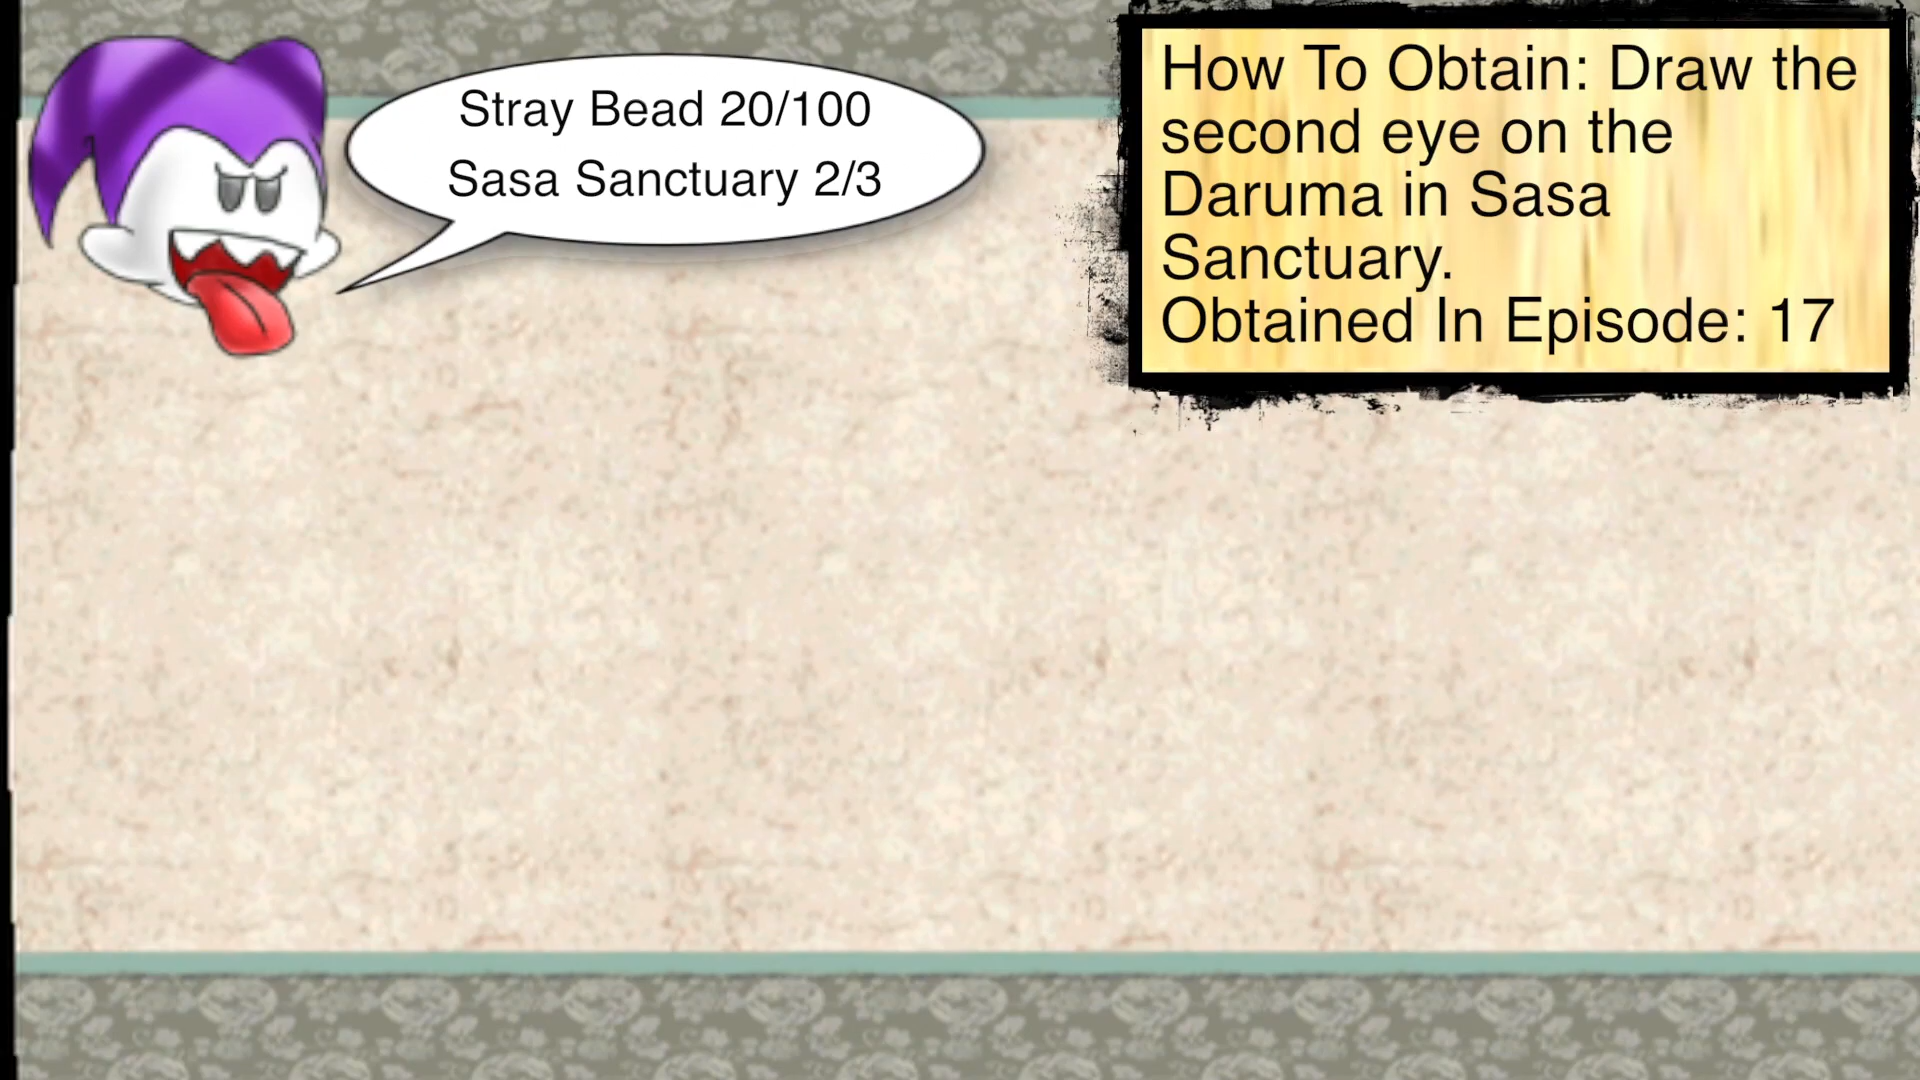 Stray Bead 20/100
Sasa Sanctuary 2/3
How To Obtain: Draw the
second eye on the
Daruma in Sasa
Sanctuary.
Obtained In Episode: 17